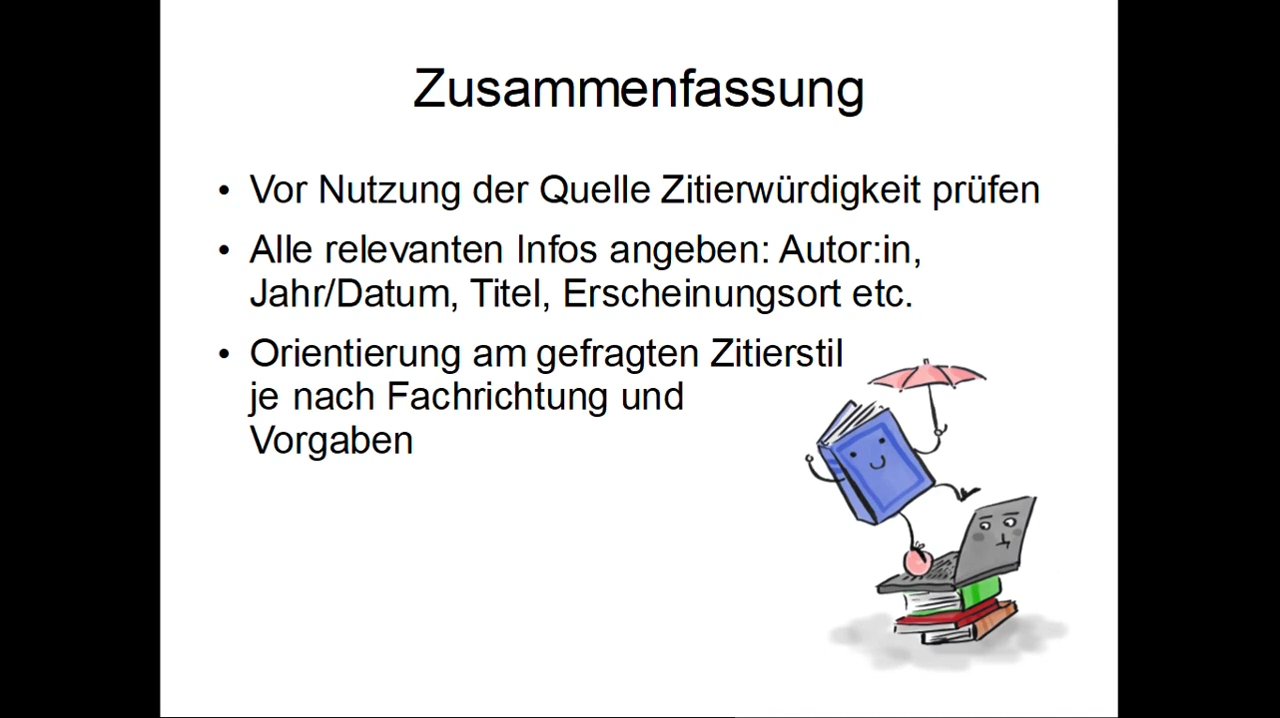 Zusammenfassung
• Vor Nutzung der Quelle Zitierwürdigkeit prüfen
• Alle relevanten Infos angeben: Autor:in,
Jahr/Datum, Titel, Erscheinungsort etc.
• Orientierung am gefragten Zitierstil
je nach Fachrichtung und
Vorgaben